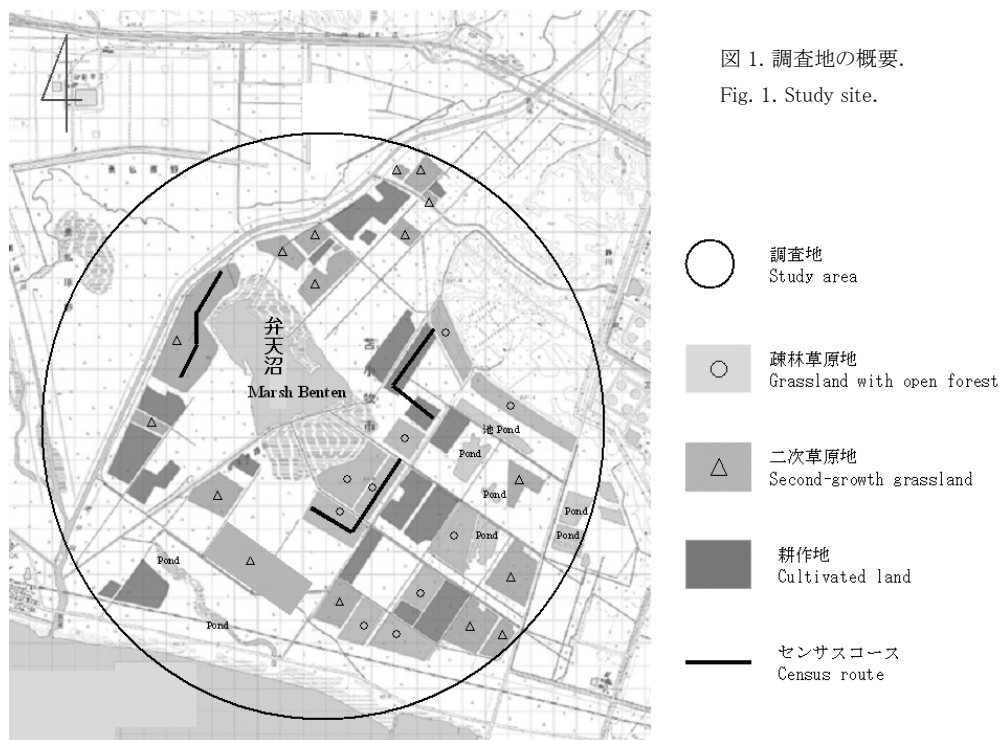 図 1. 調査地の概要.
Fig. 1. Study site.
弁天沼
Marsh Benten
苫小牧市
池 Pond
Pond
Pond
Pond
Pond
Pond
Pond
Pond
調査地
Study area
疎林草原地
Grassland with open forest
二次草原地
Second-growth grassland
耕作地
Cultivated land
センサスコース
Census route